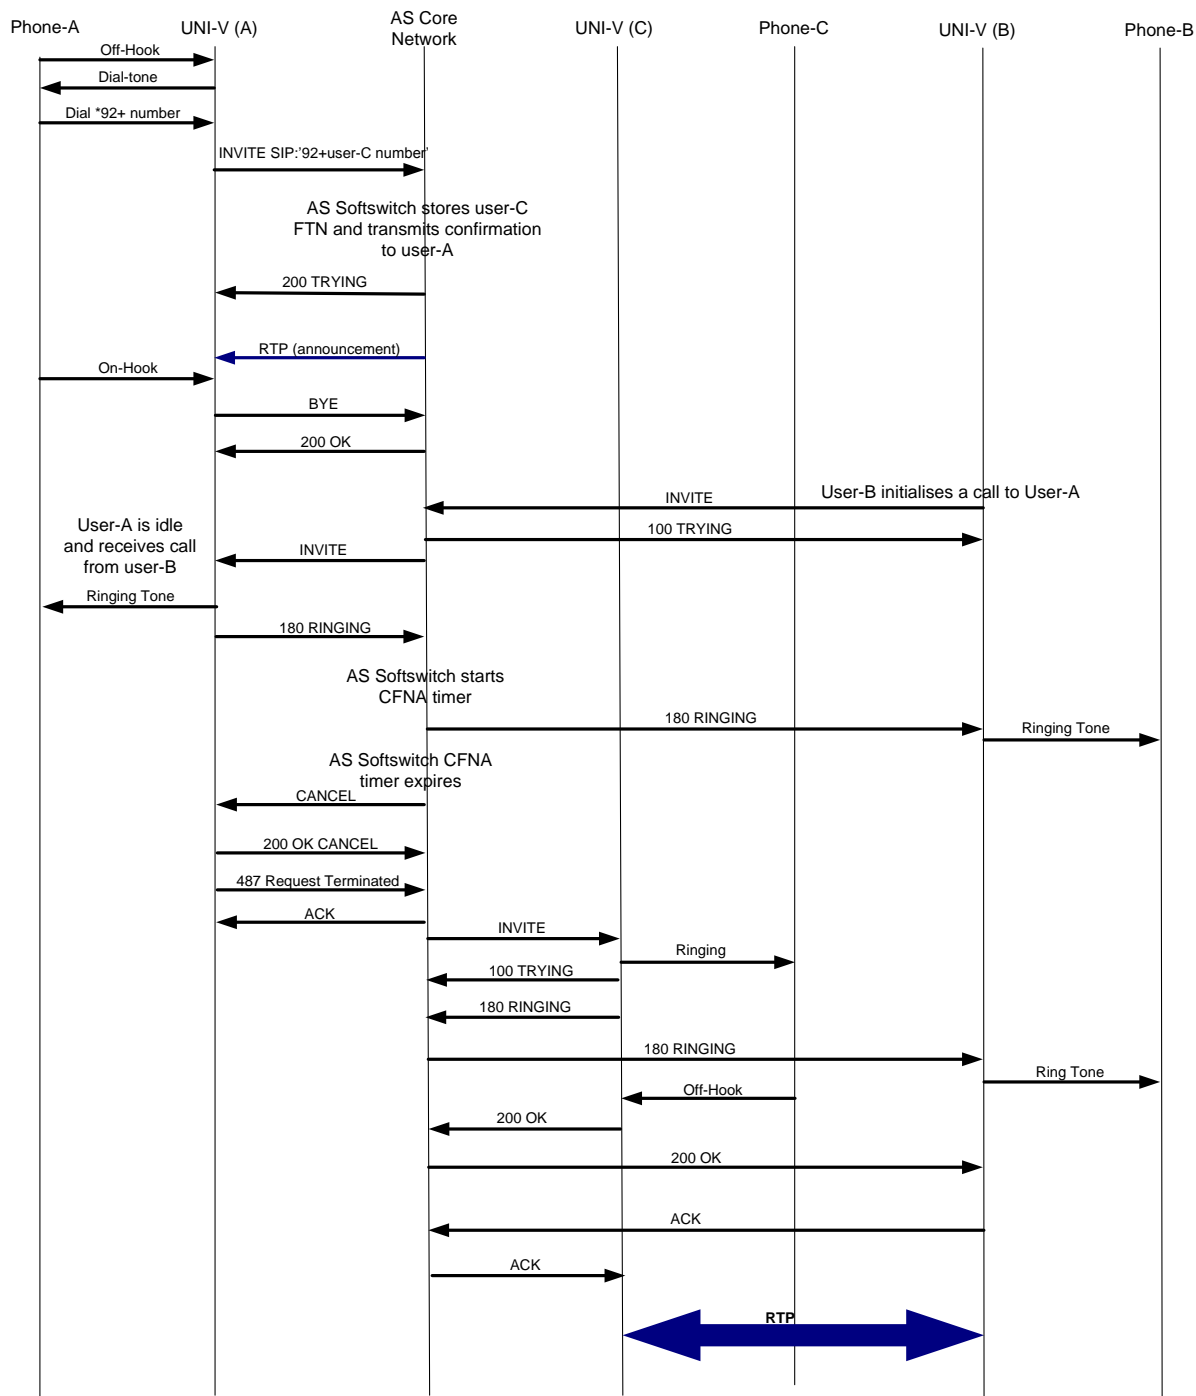 Phone-A
UNI-V (A)
AS Core
Network
UNI-V (C)
Phone-C
UNI-V (B)
Phone-B
Off-Hook
Dial-tone
Dial *92+ number
INVITE SIP:'92+user-C number'
AS Softswitch stores user-C
FTN and transmits confirmation
to user-A
200 TRYING
RTP (announcement)
On-Hook
BYE
200 OK
User-B initialises a call to User-A
INVITE
100 TRYING
User-A is idle
and receives call
from user-B
INVITE
Ringing Tone
180 RINGING
AS Softswitch starts
CFNA timer
180 RINGING
Ringing Tone
AS Softswitch CFNA
timer expires
CANCEL
200 OK CANCEL
487 Request Terminated
ACK
INVITE
Ringing
100 TRYING
180 RINGING
180 RINGING
Ring Tone
Off-Hook
200 OK
200 OK
ACK
ACK
RTP